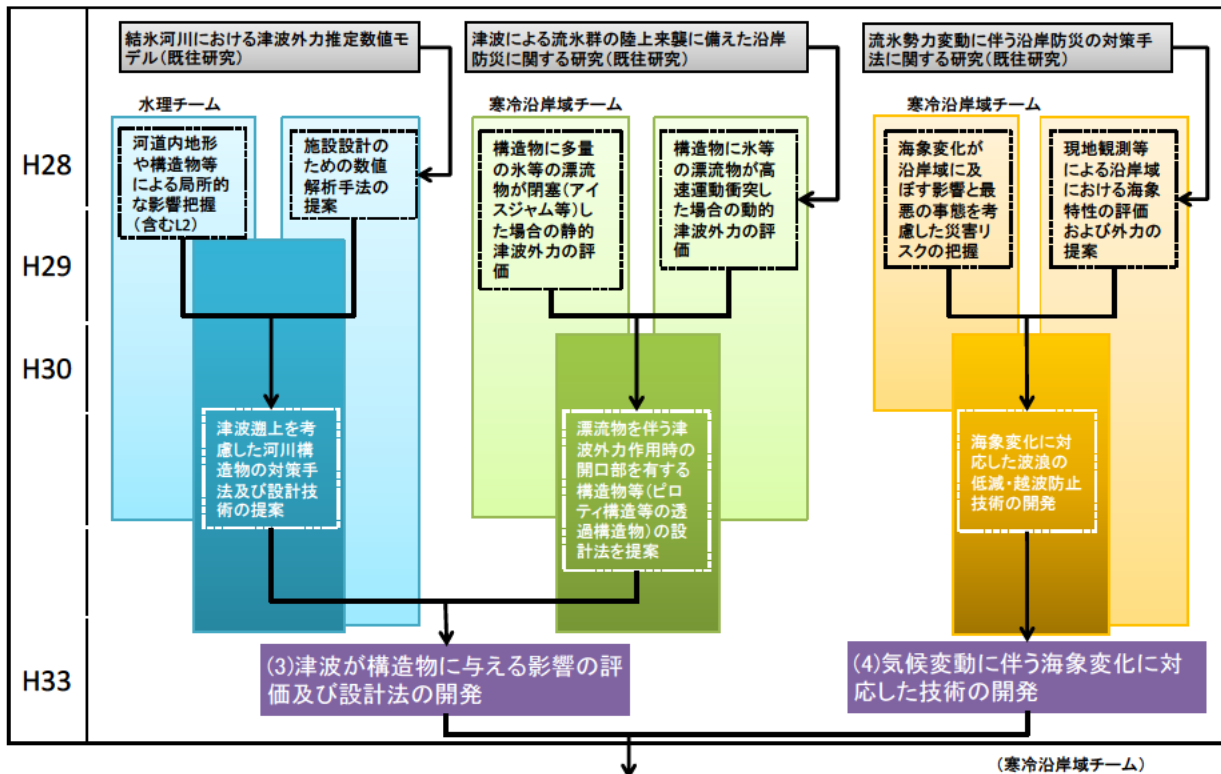 結氷河川における津波外力推定数値モ
デル(既往研究)
津波による流氷群の陸上来襲に備えた沿岸
防災に関する研究(既往研究)
流氷勢力変動に伴う沿岸防災の対策手
法に関する研究(既往研究)
水理チーム
寒冷沿岸域チーム
寒冷沿岸域チーム
H28
H29
H30
H33
河道内地形
や構造物等
による局所的
な影響把握
(含むL2)
施設設計の
ための数値
解析手法の
提案
構造物に多量
の氷等の漂流
物が閉塞(アイ
スジャム等)し
た場合の静的
津波外力の評
価
構造物に氷等
の漂流物が高
速運動衝突し
た場合の動的
津波外力の評
価
海象変化が
沿岸域に及
ぼす影響と最
悪の事態を考
慮した災害リ
スクの把握
現地観測等
による沿岸域
における海象
特性の評価
および外力の
提案
津波遡上を考
慮した河川構
造物の対策手
法及び設計技
術の提案
漂流物を伴う津
波外力作用時の
開口部を有する
構造物等(ピロ
ティ構造等の透
過構造物)の設
計法を提案
海象変化に対
応した波浪の
低減・越波防止
技術の開発
(3)津波が構造物に与える影響の評
価及び設計法の開発
(4)気候変動に伴う海象変化に対
応した技術の開発
(寒冷沿岸域チーム)